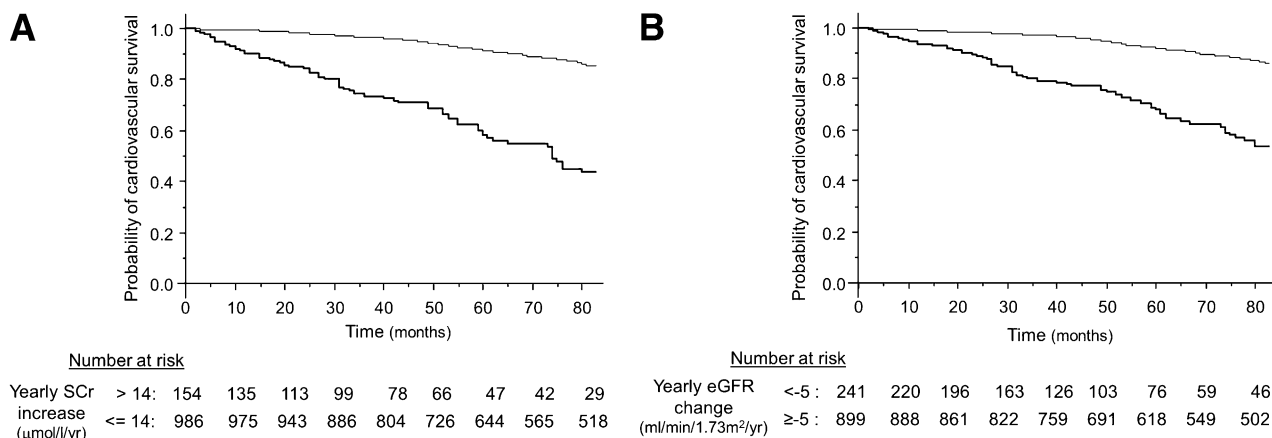 A
Probability of cardiovascular survival
1.0
0.8
0.6
0.4
0.2
0.0
0 10 20 30 40 50 60 70 80
Time (months)
Number at risk
Yearly SCr increase (μmol/l/yr)
> 14: 154 135 113 99 78 66 47 42 29
<= 14: 986 975 943 886 804 726 644 565 518
B
Probability of cardiovascular survival
1.0
0.8
0.6
0.4
0.2
0.0
0 10 20 30 40 50 60 70 80
Time (months)
Number at risk
Yearly eGFR change (ml/min/1.73m²/yr)
<-5 : 241 220 196 163 126 103 76 59 46
≥-5 : 899 888 861 822 759 691 618 549 502